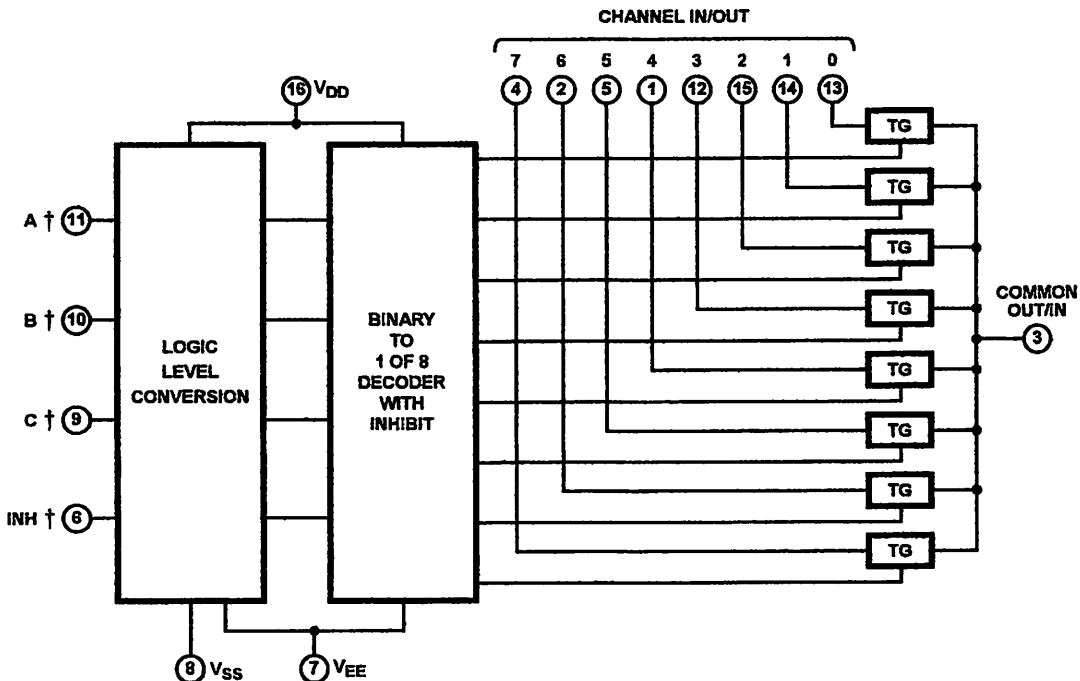 CHANNEL IN/OUT
7 6 5 4 3 2 1 0
4 2 5 1 12 15 14 13
16 VDD
TG
TG
TG
TG
TG
TG
TG
TG
A † 11
B † 10
C † 9
INH † 6
LOGIC
LEVEL
CONVERSION
BINARY
TO
1 OF 8
DECODER
WITH
INHIBIT
COMMON
OUT/IN
3
8 VSS
7 VEE